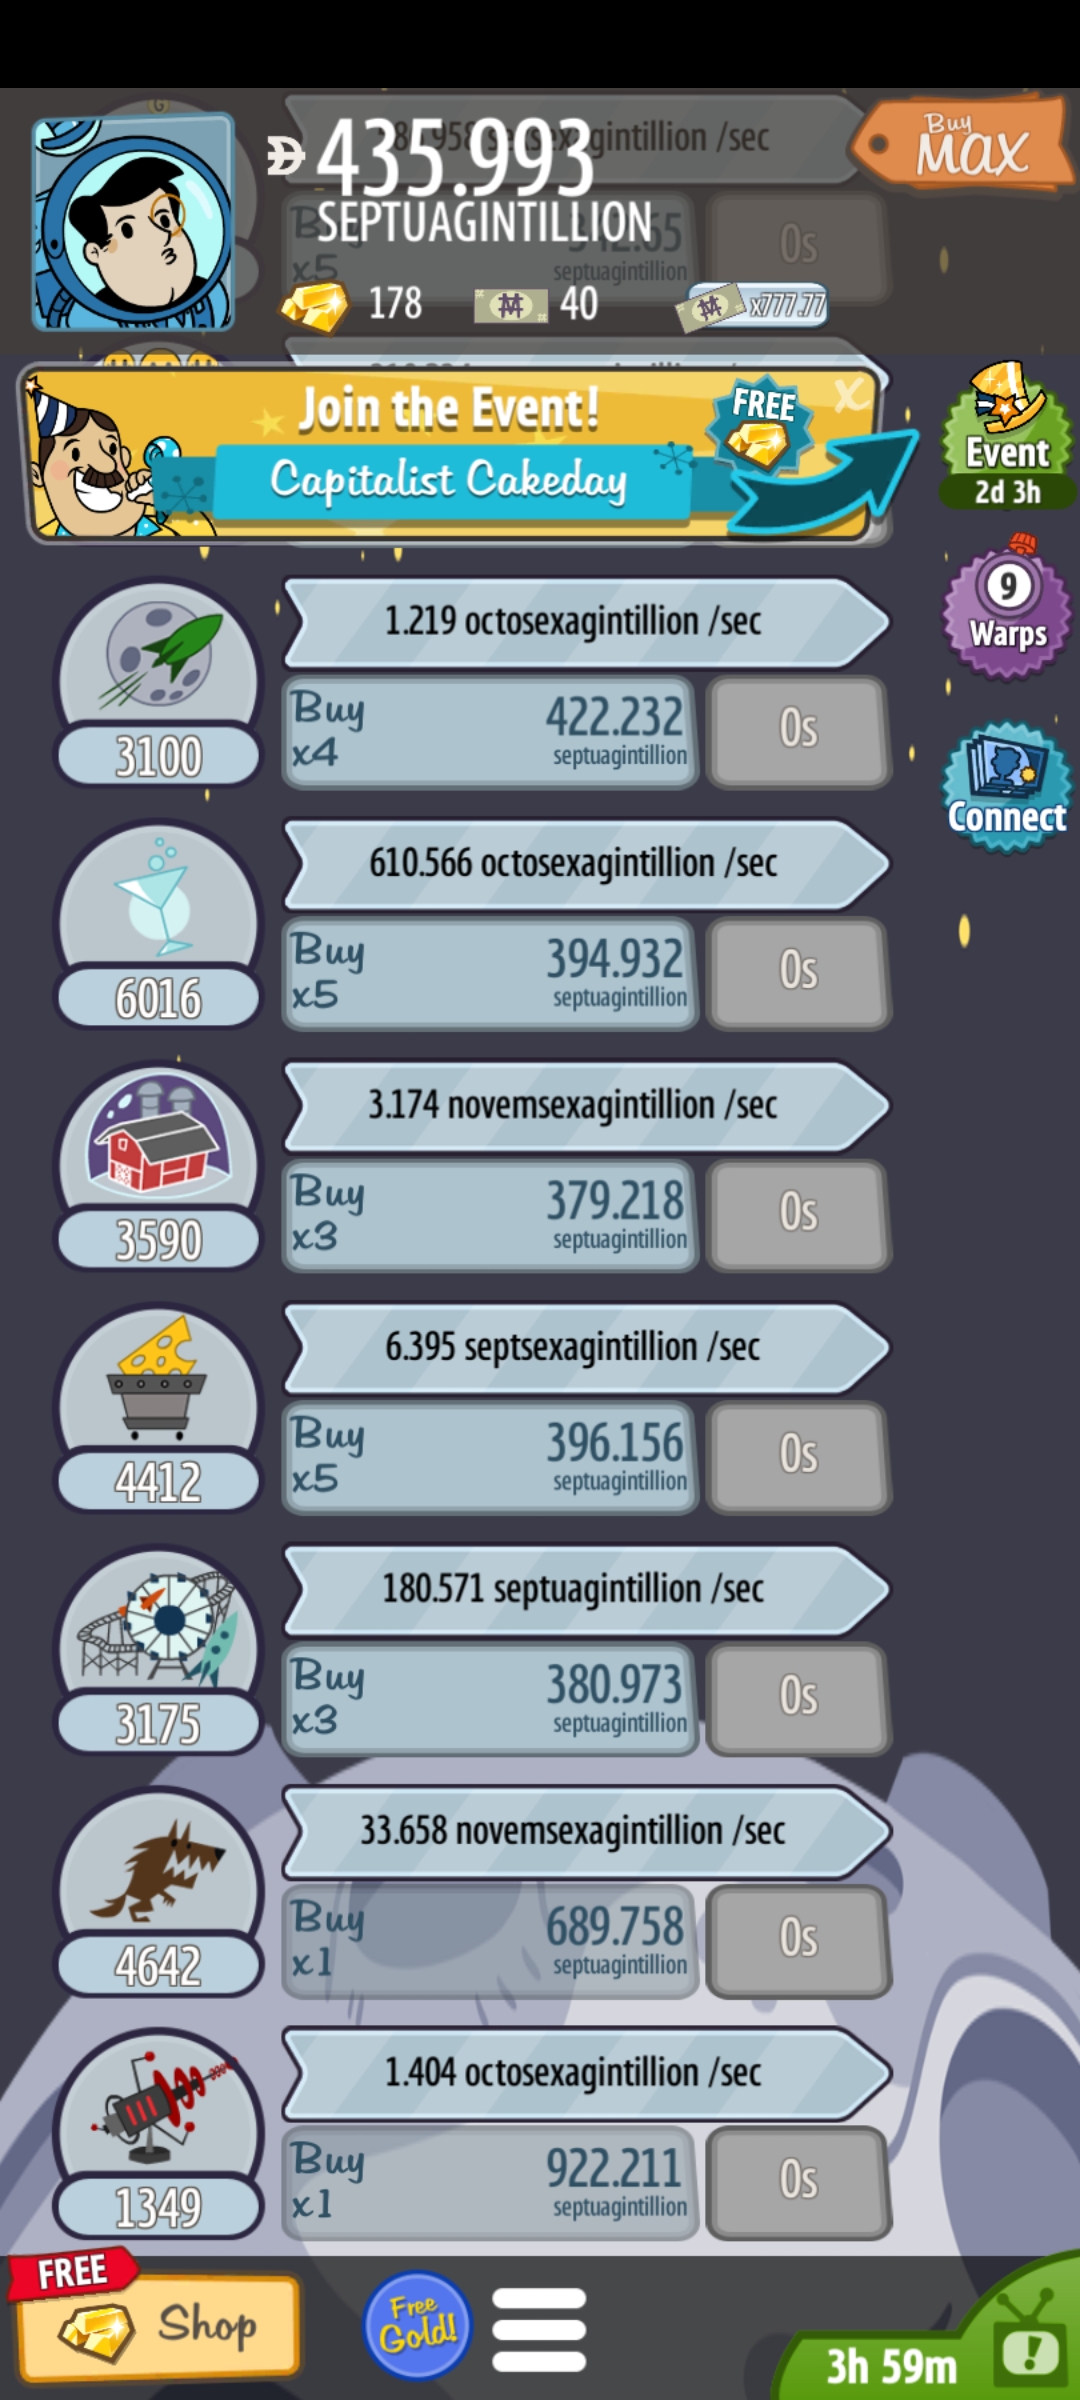 435.993
SEPTUAGINTILLION
Buy
MAX
/sec
Buy
x5
septuagintillion
0s
178
40
x777.77
Join the Event!
Capitalist Cakeday
FREE
X
Event
2d 3h
9
Warps
Connect
1.219 octosexagintillion /sec
Buy
x4
422.232
septuagintillion
0s
3100
610.566 octosexagintillion /sec
Buy
x5
394.932
septuagintillion
0s
6016
3.174 novemsexagintillion /sec
Buy
x3
379.218
septuagintillion
0s
3590
6.395 septsexagintillion /sec
Buy
x5
396.156
septuagintillion
0s
4412
180.571 septuagintillion /sec
Buy
x3
380.973
septuagintillion
0s
3175
33.658 novemsexagintillion /sec
Buy
x1
689.758
septuagintillion
0s
4642
1.404 octosexagintillion /sec
Buy
x1
922.211
septuagintillion
0s
1349
FREE
Shop
Free
Gold!
3h 59m
!